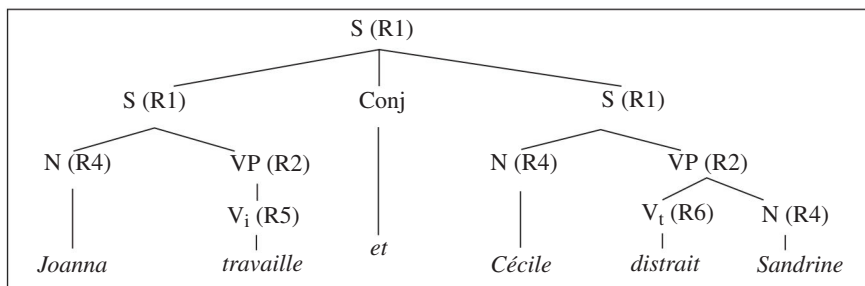 S (R1)
S (R1) Conj S (R1)
N (R4) VP (R2) N (R4) VP (R2)
Vᵢ (R5) Vₜ (R6) N (R4)
Joanna travaille et Cécile distrait Sandrine